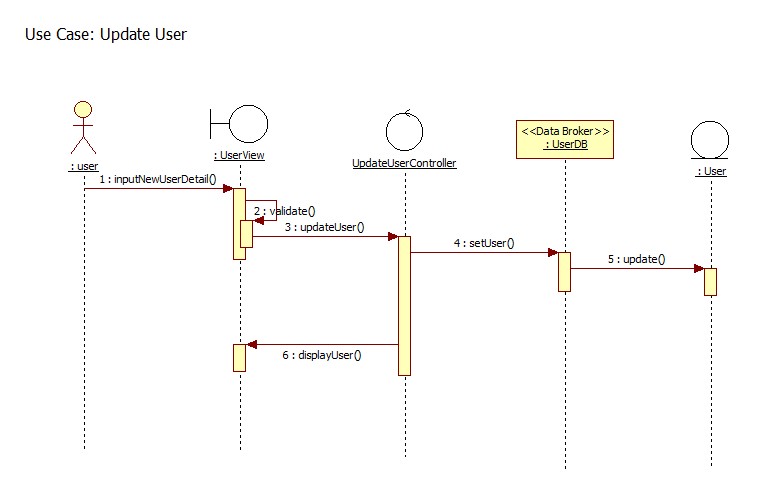 Use Case: Update User
<<Data Broker>>
: UserDB
: user
: UserView
UpdateUserController
: User
1 : inputNewUserDetail()
2 : validate()
3 : updateUser()
4 : setUser()
5 : update()
6 : displayUser()